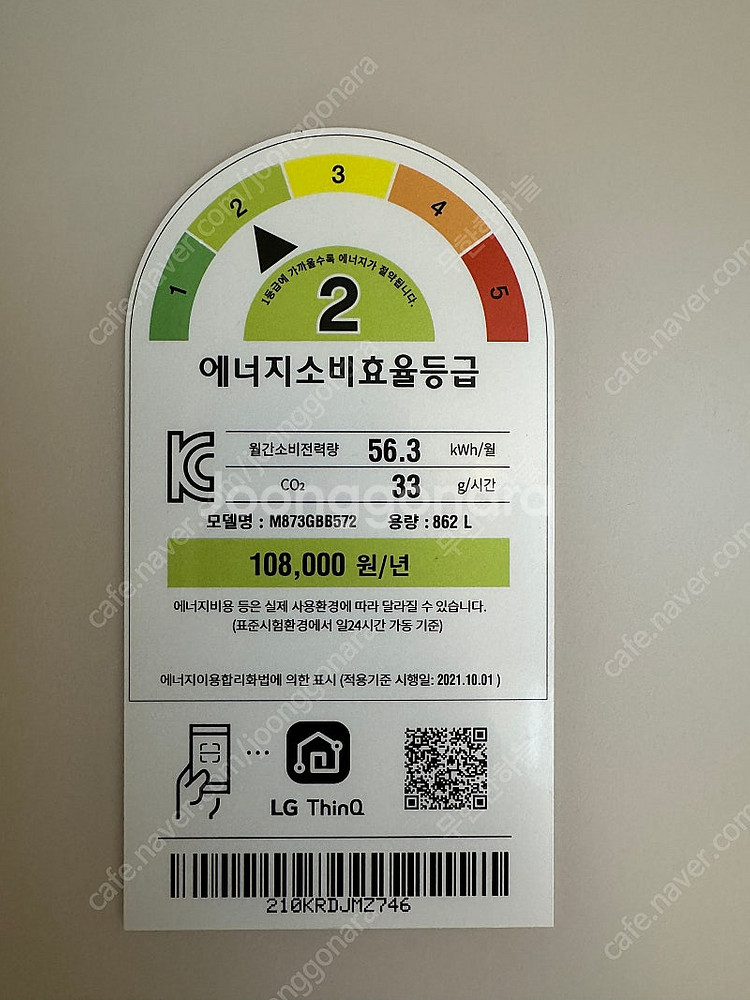 1 2 3 4 5
1등급에 가까울수록 에너지가 절약됩니다.
2
에너지소비효율등급
월간소비전력량 56.3 kWh/월
CO₂ 33 g/시간
모델명 : M873GBB572 용량 : 862 L
108,000 원/년
에너지비용 등은 실제 사용환경에 따라 달라질 수 있습니다.
(표준시험환경에서 일24시간 가동 기준)
에너지이용합리화법에 의한 표시 (적용기준 시행일: 2021.10.01 )
LG ThinQ
210KRDJMZ746
Joonggonara
cafe.naver.com/joonggonara